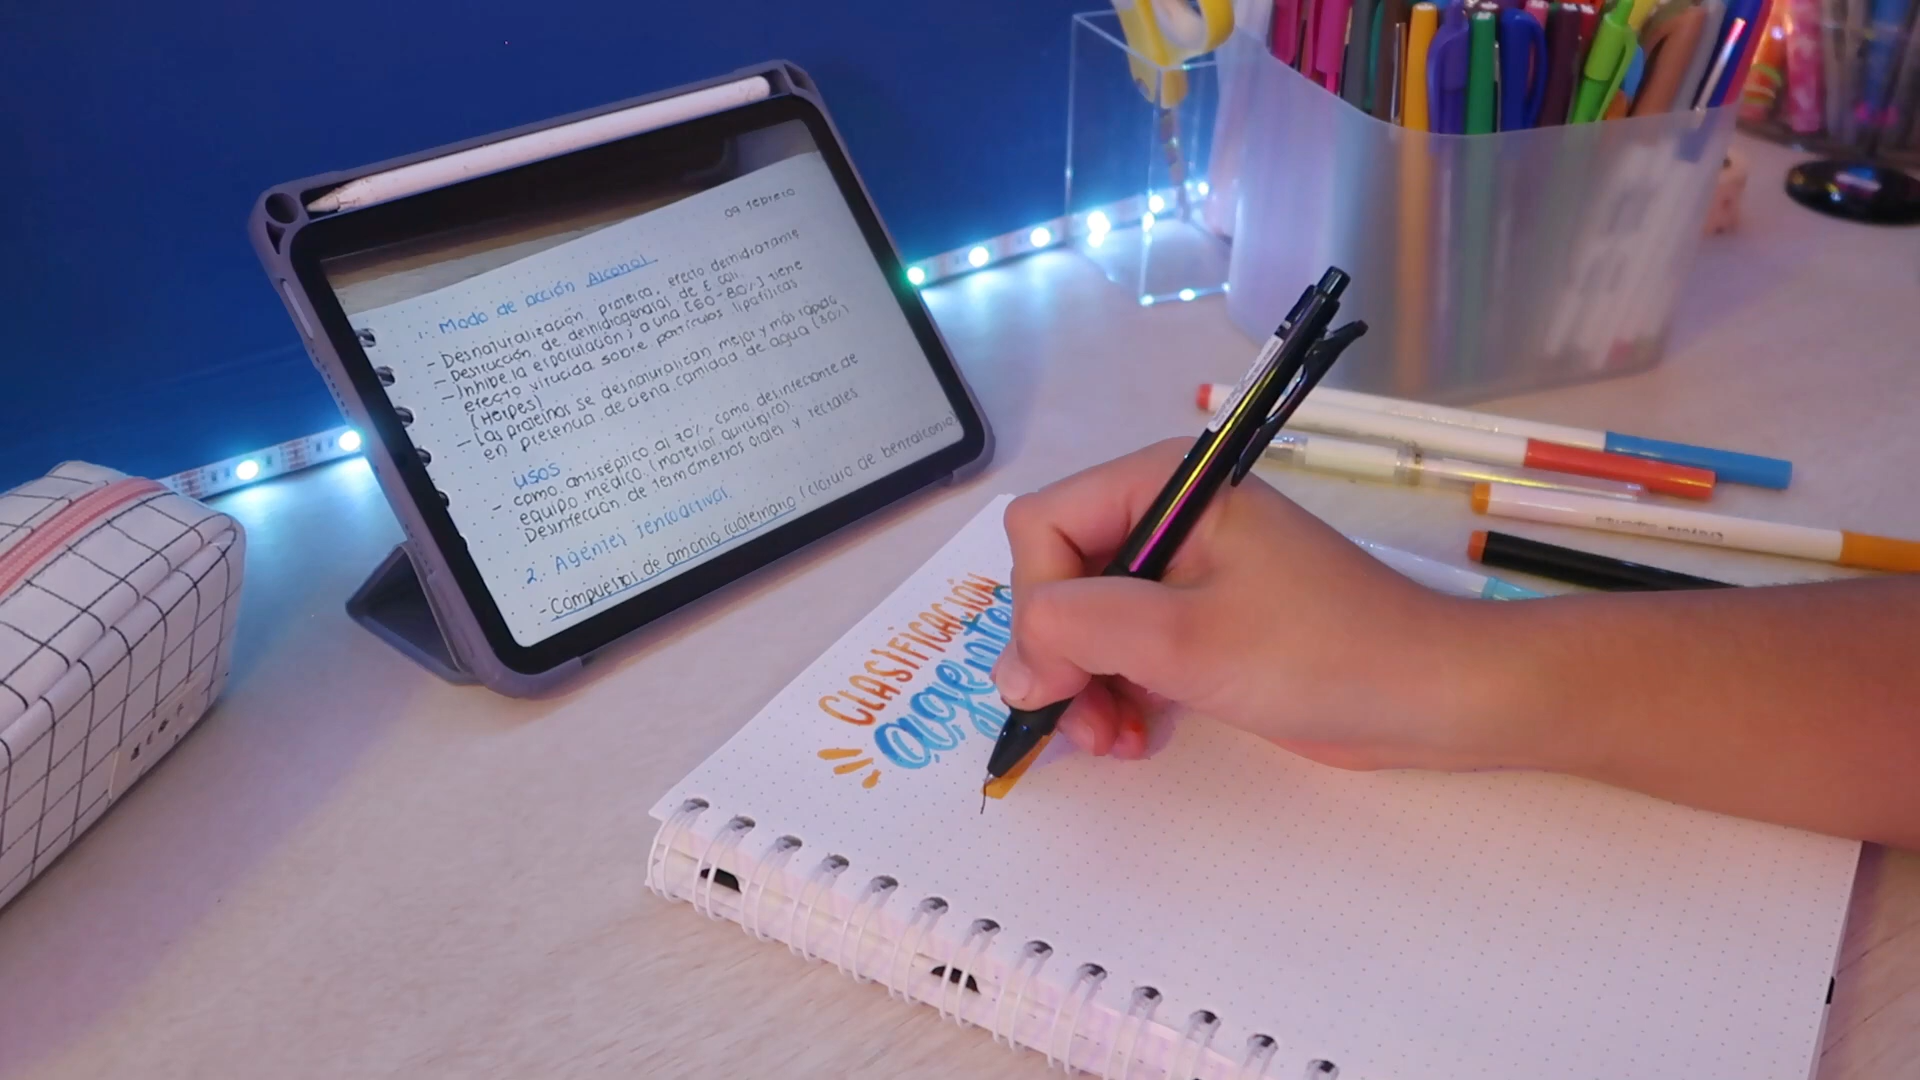 09 febrero
1. Modo de acción Alcohol
- Desnaturalización proteica, efecto deshidratante
- Destrucción de deshidrogenasas de E. coli
- Inhibe la esporulación, a una [60-80%] tiene
efecto virucida sobre partículas lipofílicas
(Herpes)
- Las proteínas se desnaturalizan mejor y más rápido
en presencia de cierta cantidad de agua (30%)
USOS
- como antiséptico al 70%, como desinfectante de
equipo médico (material quirúrgico).
Desinfección de termómetros orales y rectales
2. Agentes tensoactivos
- Compuestos de amonio cuaternario (cloruro de benzalconio)
CLASIFICACIÓN
agentes